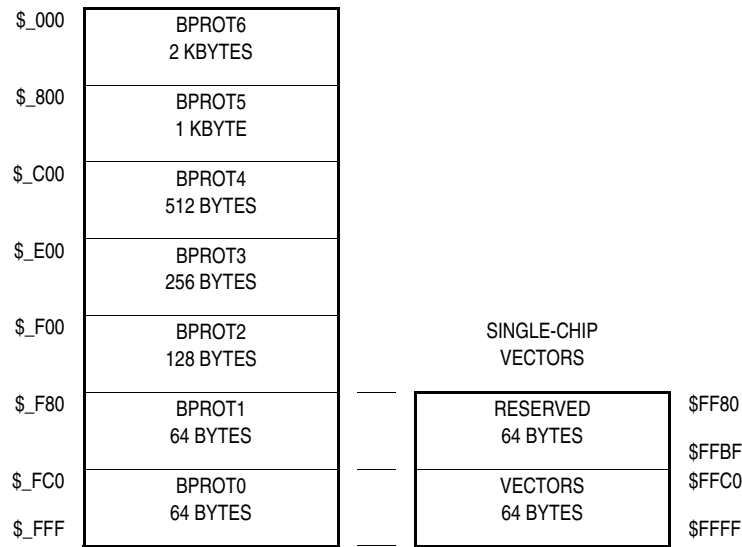 $_000
BPROT6
2 KBYTES
$_800
BPROT5
1 KBYTE
$_C00
BPROT4
512 BYTES
$_E00
BPROT3
256 BYTES
$_F00
BPROT2
128 BYTES
SINGLE-CHIP
VECTORS
$_F80
BPROT1
64 BYTES
RESERVED
64 BYTES
$FF80
$FFBF
$_FC0
BPROT0
64 BYTES
$_FFF
VECTORS
64 BYTES
$FFC0
$FFFF